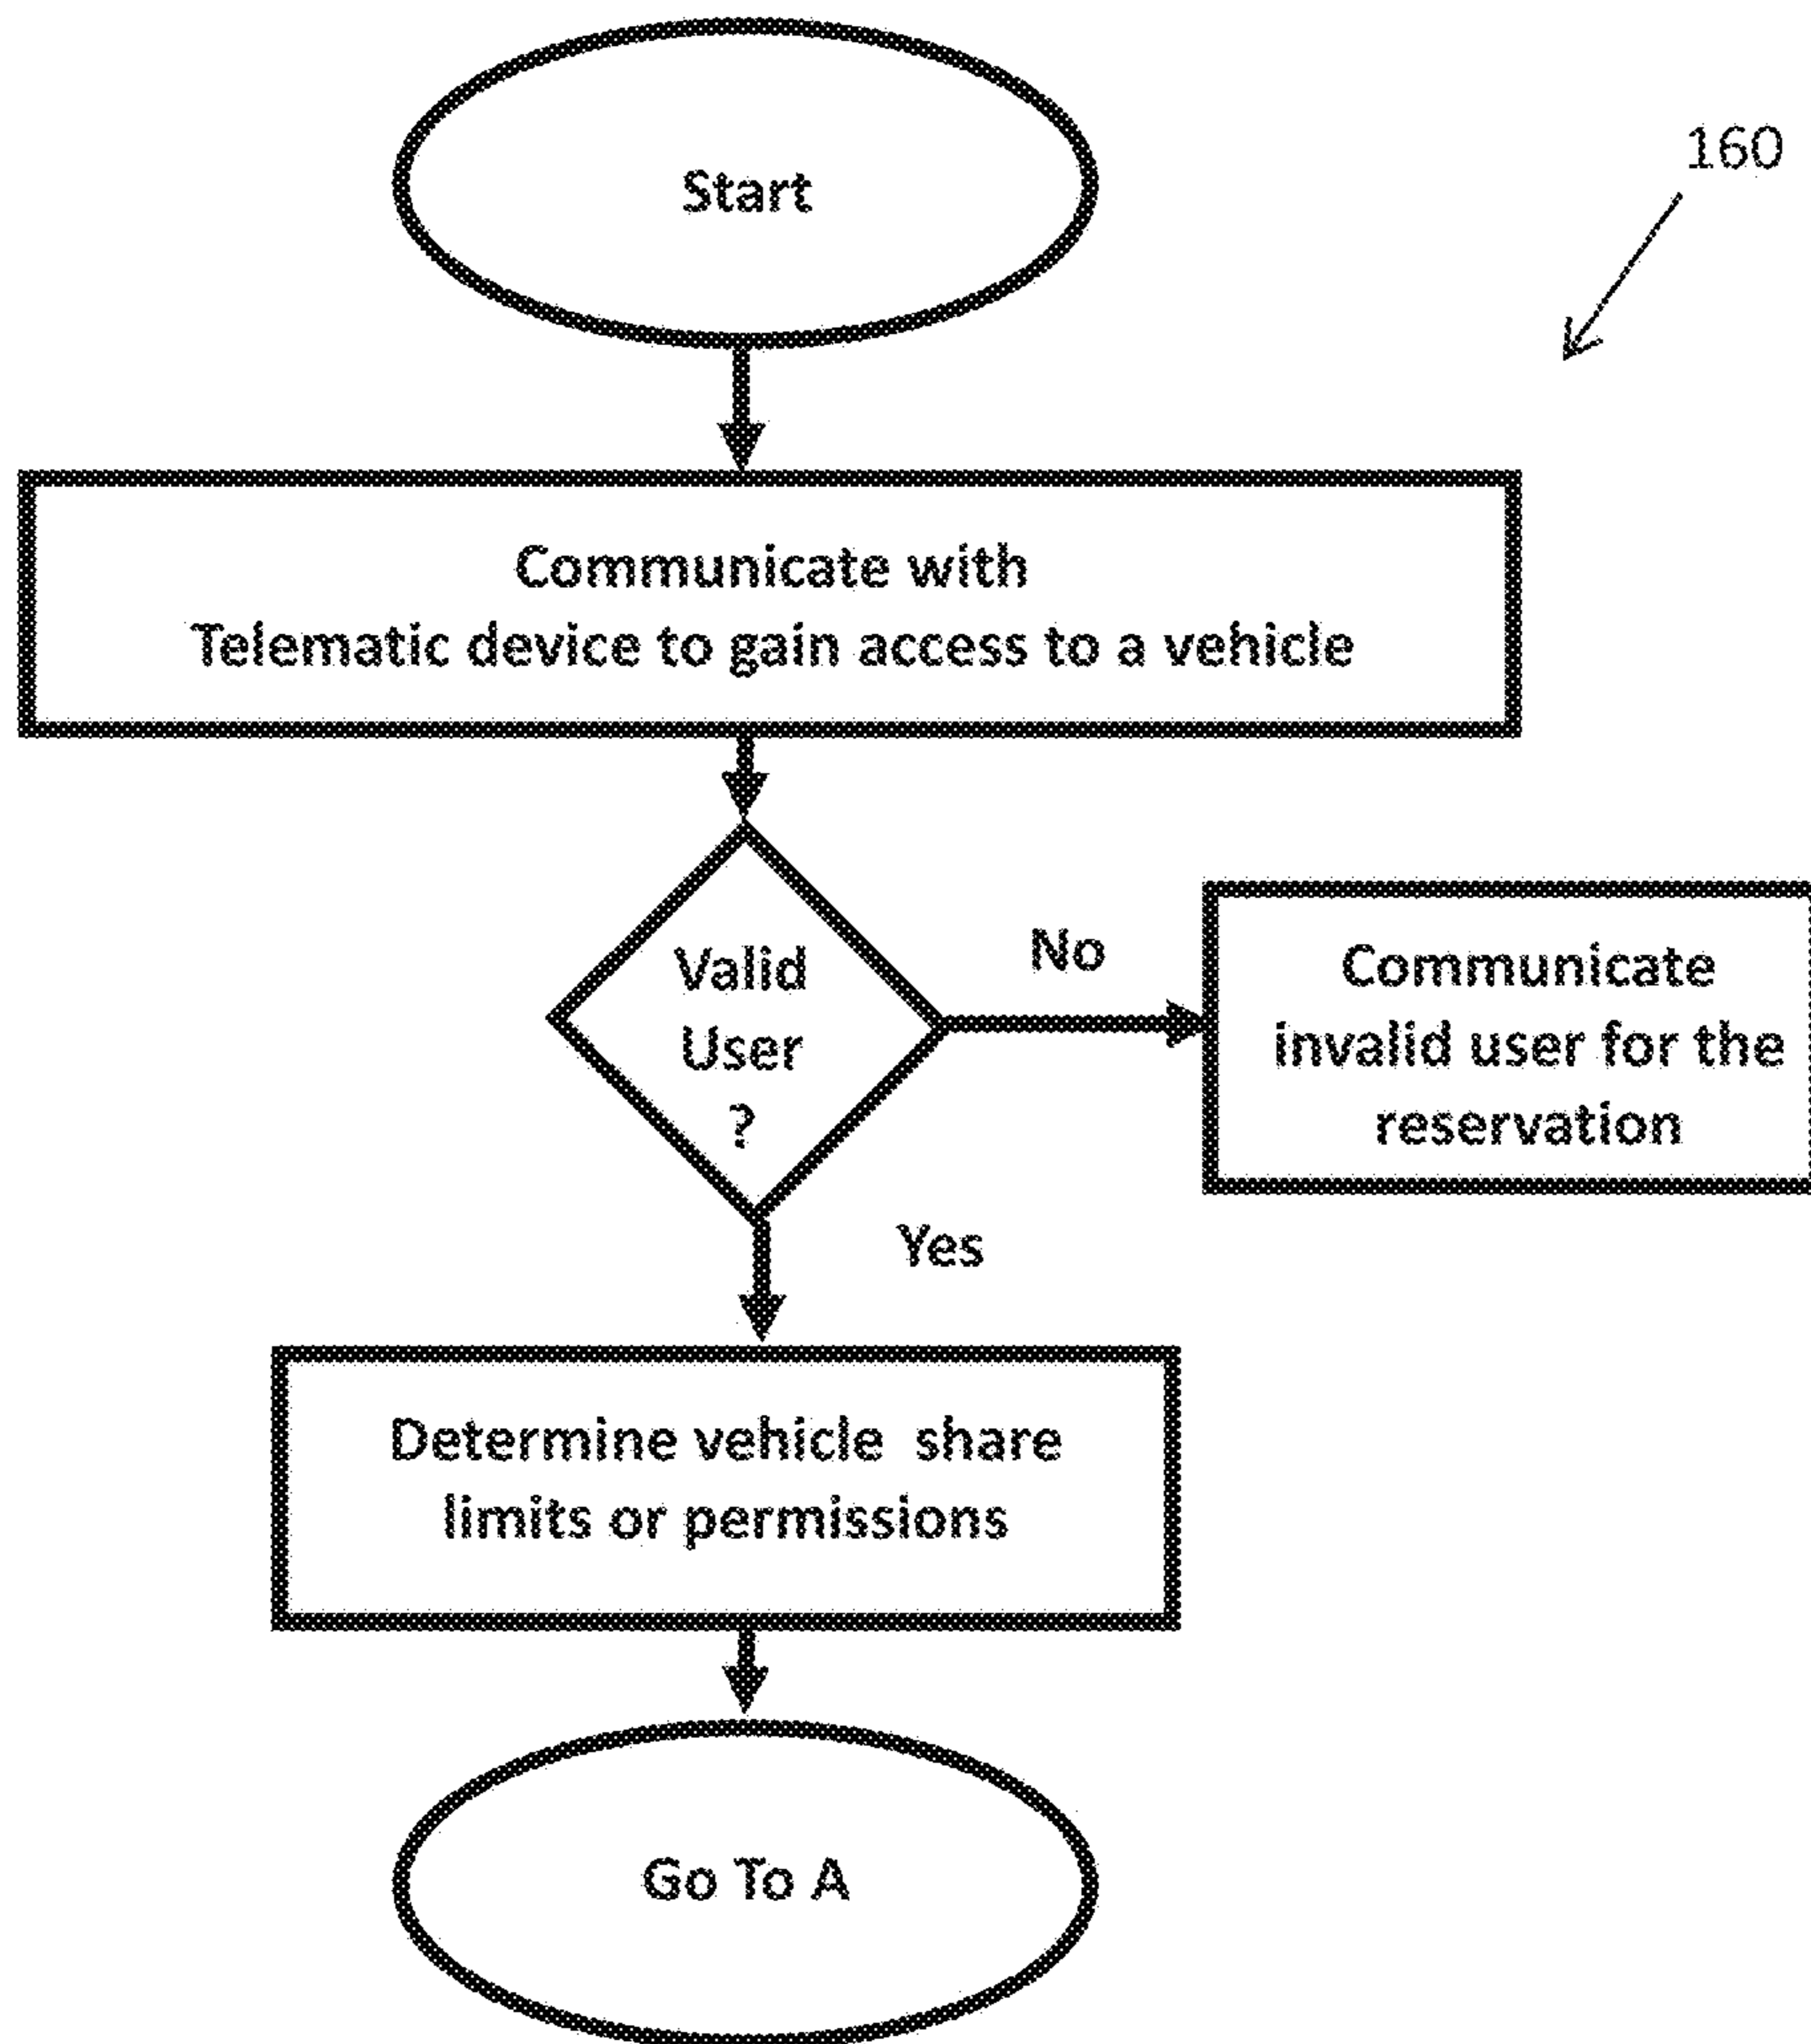 Start
160
Communicate with
Telematic device to gain access to a vehicle
Valid
User
?
No
Communicate
invalid user for the
reservation
Yes
Determine vehicle share
limits or permissions
Go To A